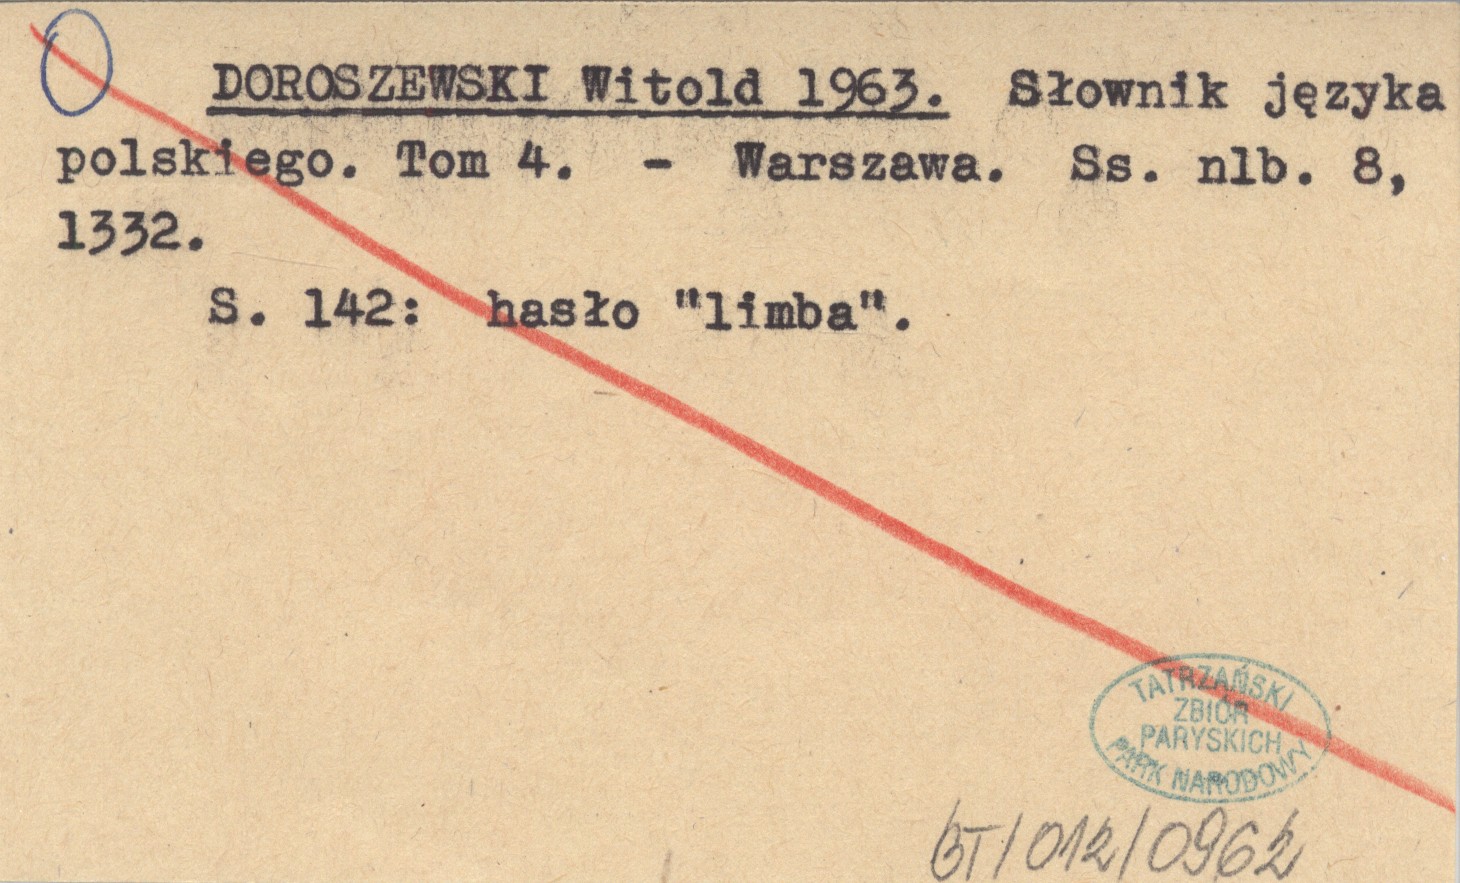 DOROSZEWSKI Witold 1963. Słownik języka
polskiego. Tom 4. - Warszawa. Ss. nlb. 8,
1332.
S. 142: hasło "limba".
TATRZAŃSKI
ZBIÓR
PARYSKICH
PARK NARODOWY
BT/012/0962